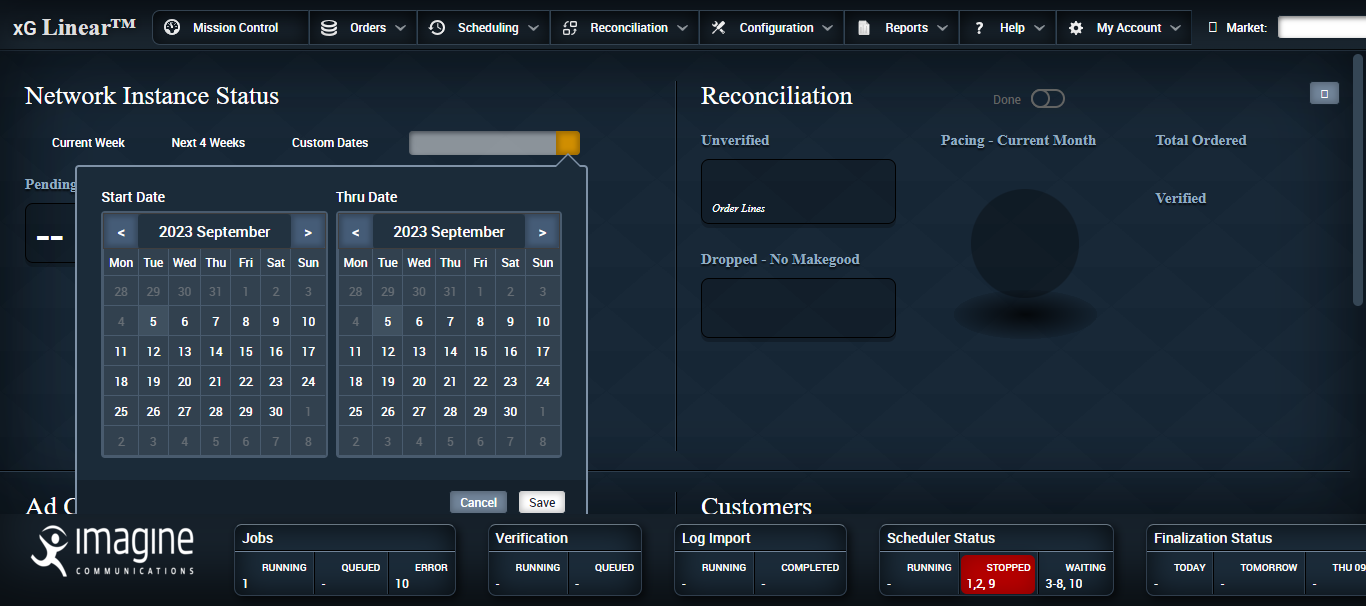 xG Linear™ Mission Control Orders Scheduling Reconciliation Configuration Reports ? Help My Account Market:
Network Instance Status
Current Week Next 4 Weeks Custom Dates
Pending
--
Start Date
< 2023 September >
Mon Tue Wed Thu Fri Sat Sun
28 29 30 31 1 2 3
4 5 6 7 8 9 10
11 12 13 14 15 16 17
18 19 20 21 22 23 24
25 26 27 28 29 30 1
2 3 4 5 6 7 8
Thru Date
< 2023 September >
Mon Tue Wed Thu Fri Sat Sun
28 29 30 31 1 2 3
4 5 6 7 8 9 10
11 12 13 14 15 16 17
18 19 20 21 22 23 24
25 26 27 28 29 30 1
2 3 4 5 6 7 8
Cancel Save
Reconciliation
Done
Unverified
Order Lines
Dropped - No Makegood
Pacing - Current Month
Total Ordered
Verified
Ad
Customers
imagine
COMMUNICATIONS
Jobs
RUNNING QUEUED ERROR
1 - 10
Verification
RUNNING QUEUED
- -
Log Import
RUNNING COMPLETED
- -
Scheduler Status
RUNNING STOPPED WAITING
- 1,2, 9 3-8, 10
Finalization Status
TODAY TOMORROW THU 09
- - -